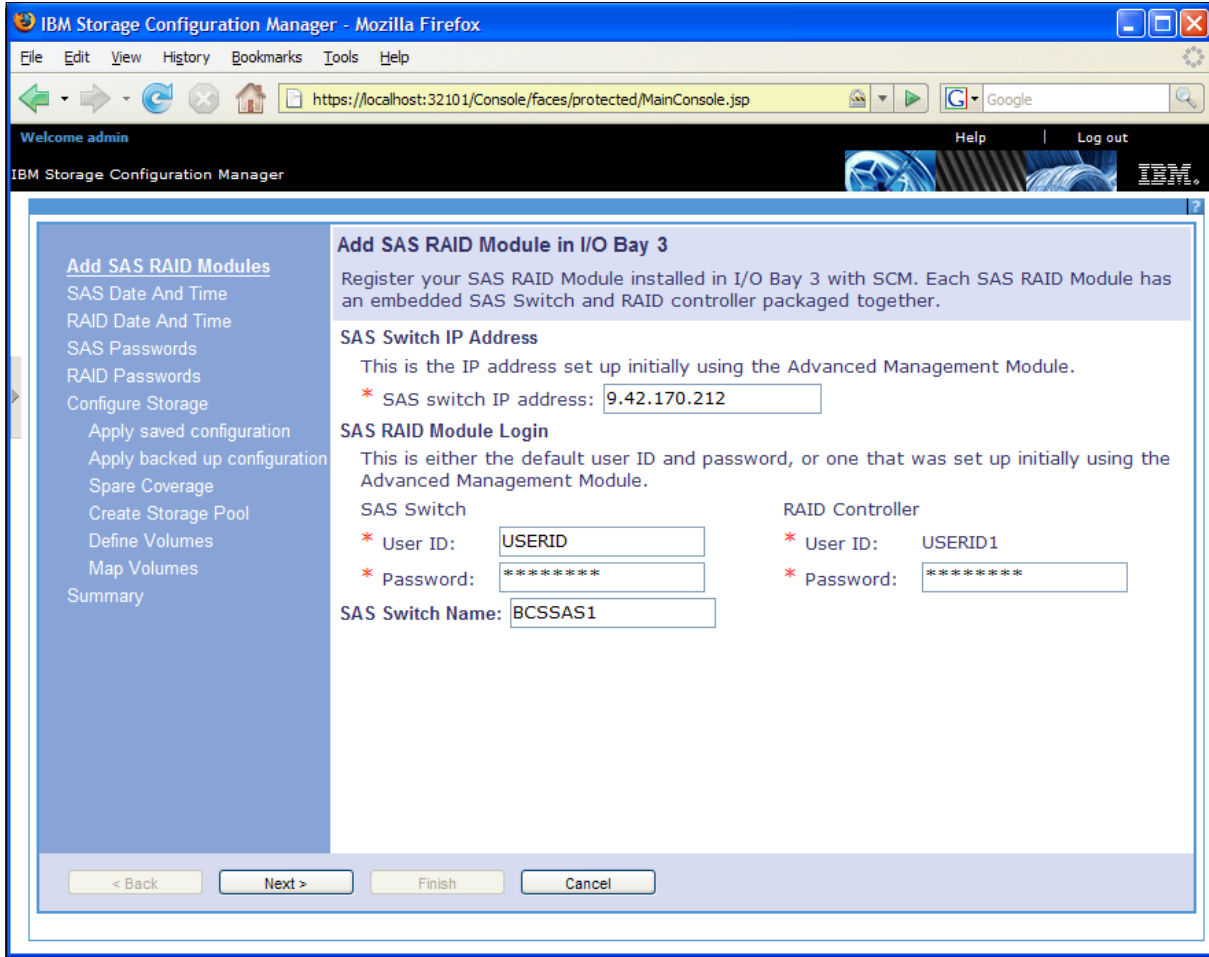 IBM Storage Configuration Manager - Mozilla Firefox
File Edit View History Bookmarks Tools Help
https://localhost:32101/Console/faces/protected/MainConsole.jsp
G Google
Welcome admin
Help | Log out
IBM Storage Configuration Manager
IBM.
?
Add SAS RAID Modules
SAS Date And Time
RAID Date And Time
SAS Passwords
RAID Passwords
Configure Storage
Apply saved configuration
Apply backed up configuration
Spare Coverage
Create Storage Pool
Define Volumes
Map Volumes
Summary
Add SAS RAID Module in I/O Bay 3
Register your SAS RAID Module installed in I/O Bay 3 with SCM. Each SAS RAID Module has
an embedded SAS Switch and RAID controller packaged together.
SAS Switch IP Address
This is the IP address set up initially using the Advanced Management Module.
* SAS switch IP address: 9.42.170.212
SAS RAID Module Login
This is either the default user ID and password, or one that was set up initially using the
Advanced Management Module.
SAS Switch RAID Controller
* User ID: USERID * User ID: USERID1
* Password: ******** * Password: ********
SAS Switch Name: BCSSAS1
< Back Next > Finish Cancel